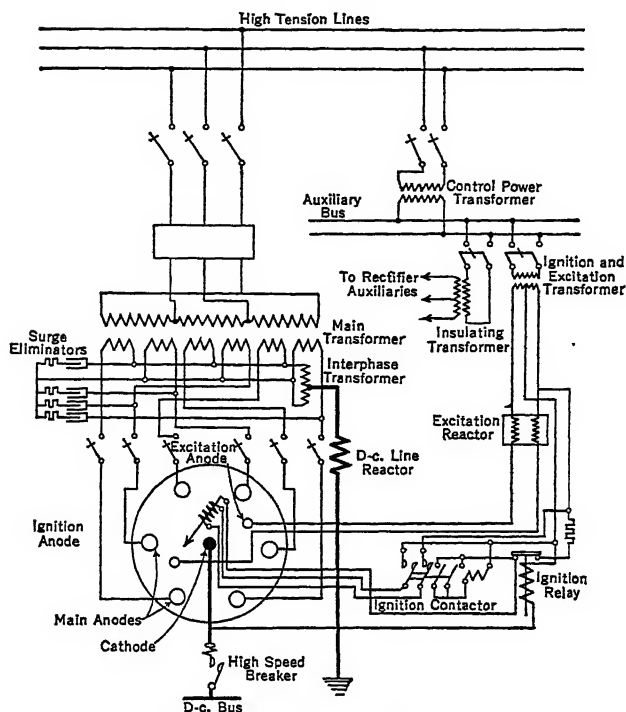 High Tension Lines
Control Power
Transformer
Auxiliary
Bus
Ignition and
Excitation
Transformer
To Rectifier
Auxiliaries
Insulating
Transformer
Main
Transformer
Surge
Eliminators
Interphase
Transformer
Excitation
Reactor
Excitation
Anode
D-c. Line
Reactor
Ignition
Anode
Ignition
Relay
Ignition Contactor
Main Anodes
Cathode
High Speed
Breaker
D-c. Bus